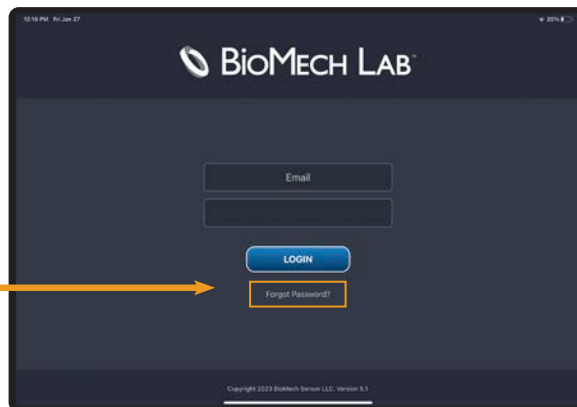 12:16 PM Fri Jan 27
20%
BIOMECH LAB™
Email
LOGIN
Forgot Password?
Copyright 2023 BioMech Sensor LLC. Version 5.1